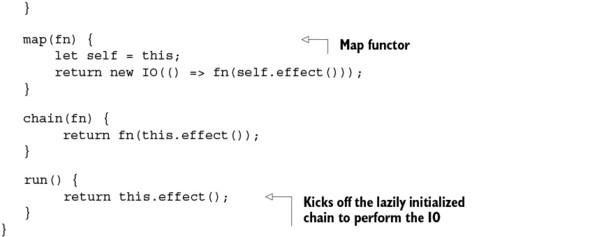 }
map(fn) {
Map functor
let self = this;
return new IO(() => fn(self.effect()));
}
chain(fn) {
return fn(this.effect());
}
run() {
return this.effect();
Kicks off the lazily initialized
chain to perform the IO
}
}